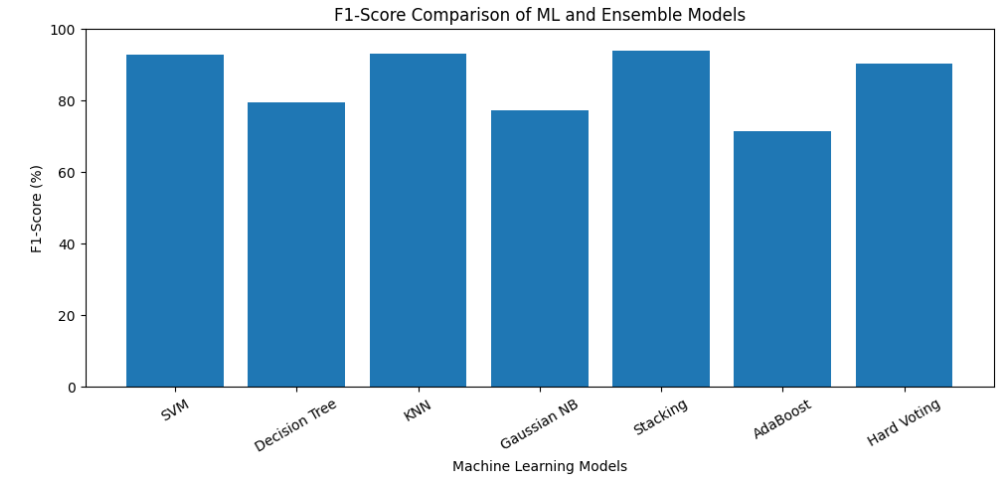 F1-Score Comparison of ML and Ensemble Models
F1-Score (%)
100
80
60
40
20
0
SVM
Decision Tree
KNN
Gaussian NB
Stacking
AdaBoost
Hard Voting
Machine Learning Models